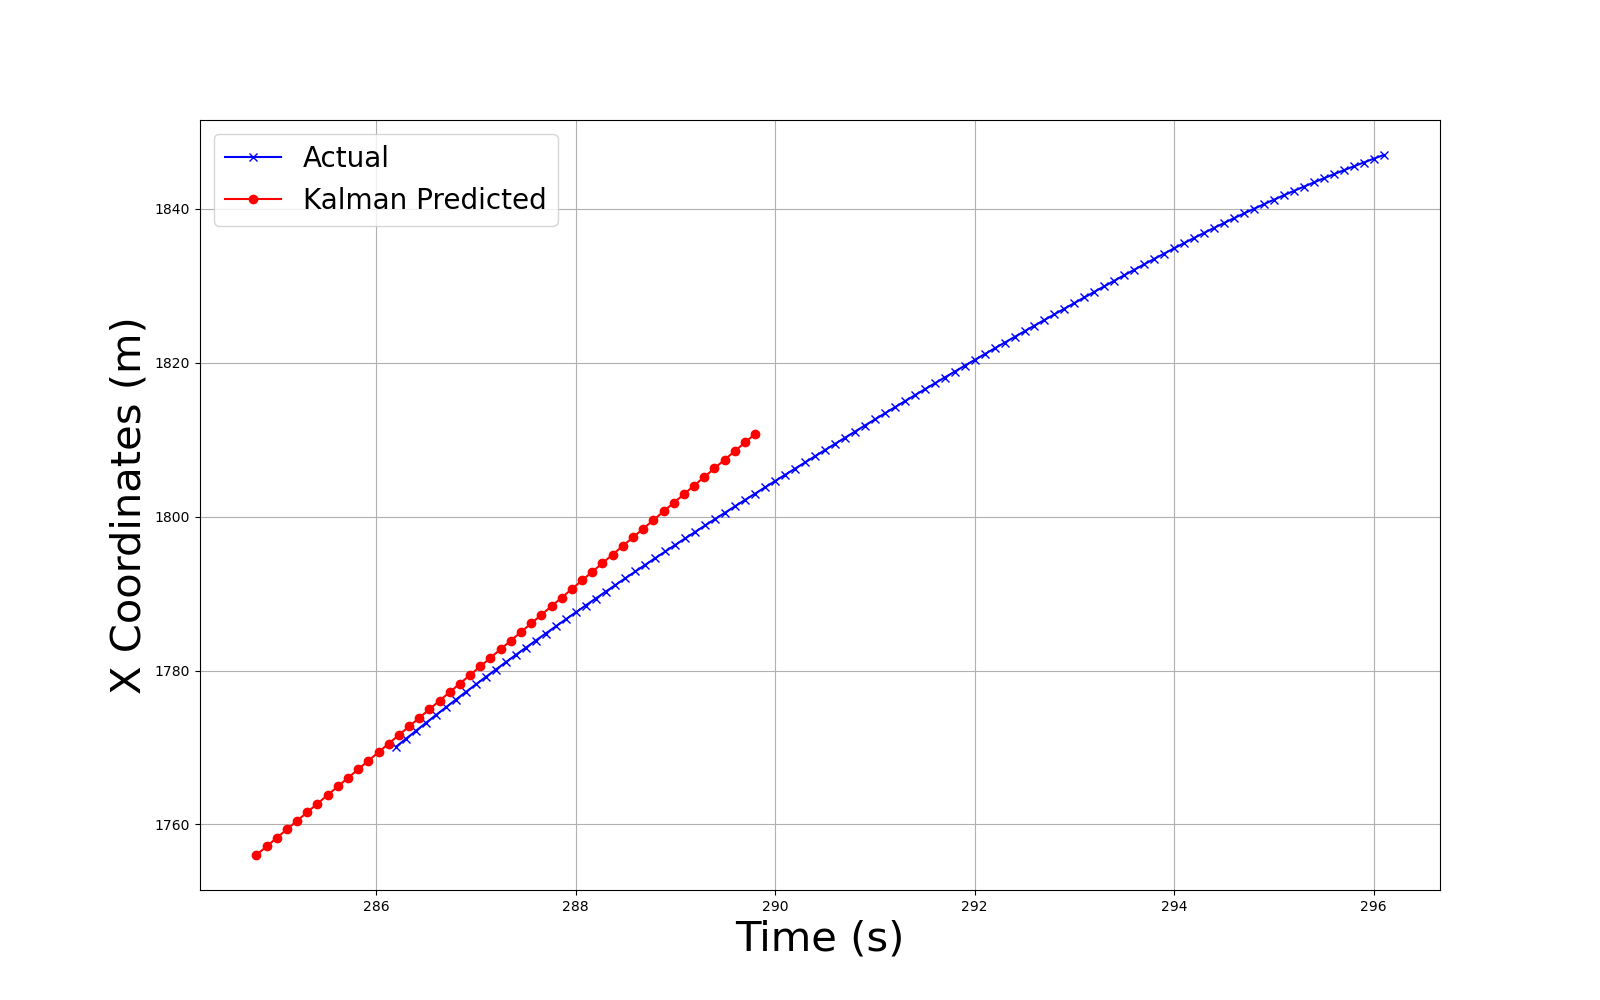 Actual
Kalman Predicted
X Coordinates (m)
1840
1820
1800
1780
1760
286 288 290 292 294 296
Time (s)